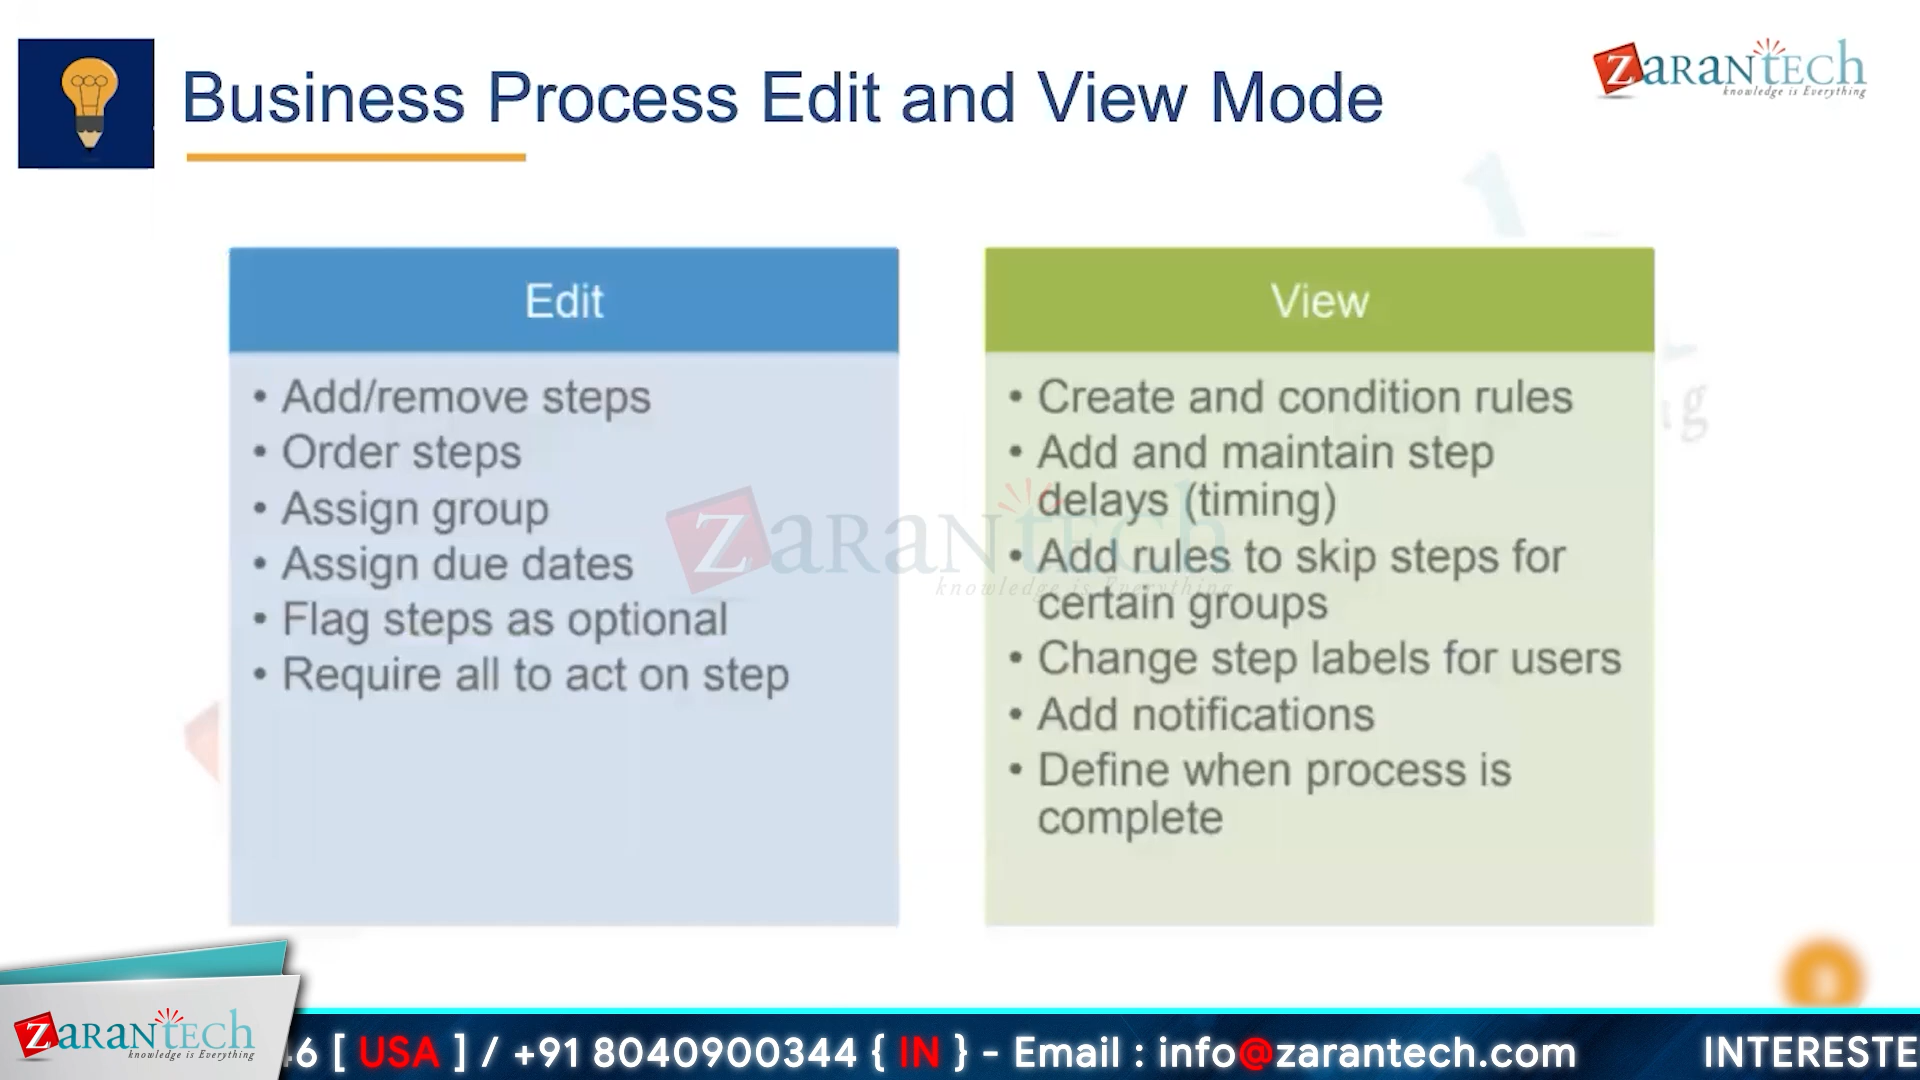 Business Process Edit and View Mode
ZARANTECH
knowledge is Everything
Edit
• Add/remove steps
• Order steps
• Assign group
• Assign due dates
• Flag steps as optional
• Require all to act on step
View
• Create and condition rules
• Add and maintain step
delays (timing)
• Add rules to skip steps for
certain groups
• Change step labels for users
• Add notifications
• Define when process is
complete
ZARANTECH
knowledge is Everything
ZARANTECH
knowledge is Everything
6 [ USA ] / +91 8040900344 { IN } - Email : info@zarantech.com INTERESTE